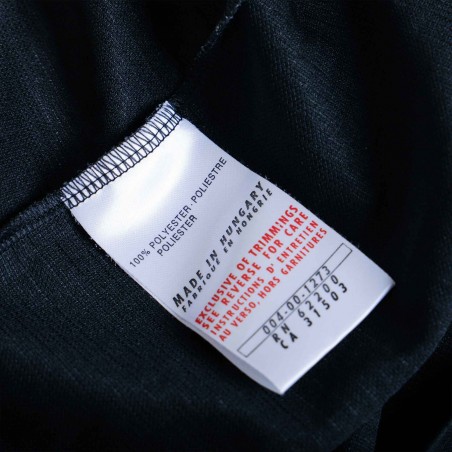 100% POLYESTER · POLIESTRE
POLIESTER
MADE IN HUNGARY
FABRIQUÉ EN HONGRIE
EXCLUSIVE OF TRIMMINGS
SEE REVERSE FOR CARE
INSTRUCTIONS D'ENTRETIEN
AU VERSO. HORS GARNITURES
004-00-1273
RN 62200
CA 31503